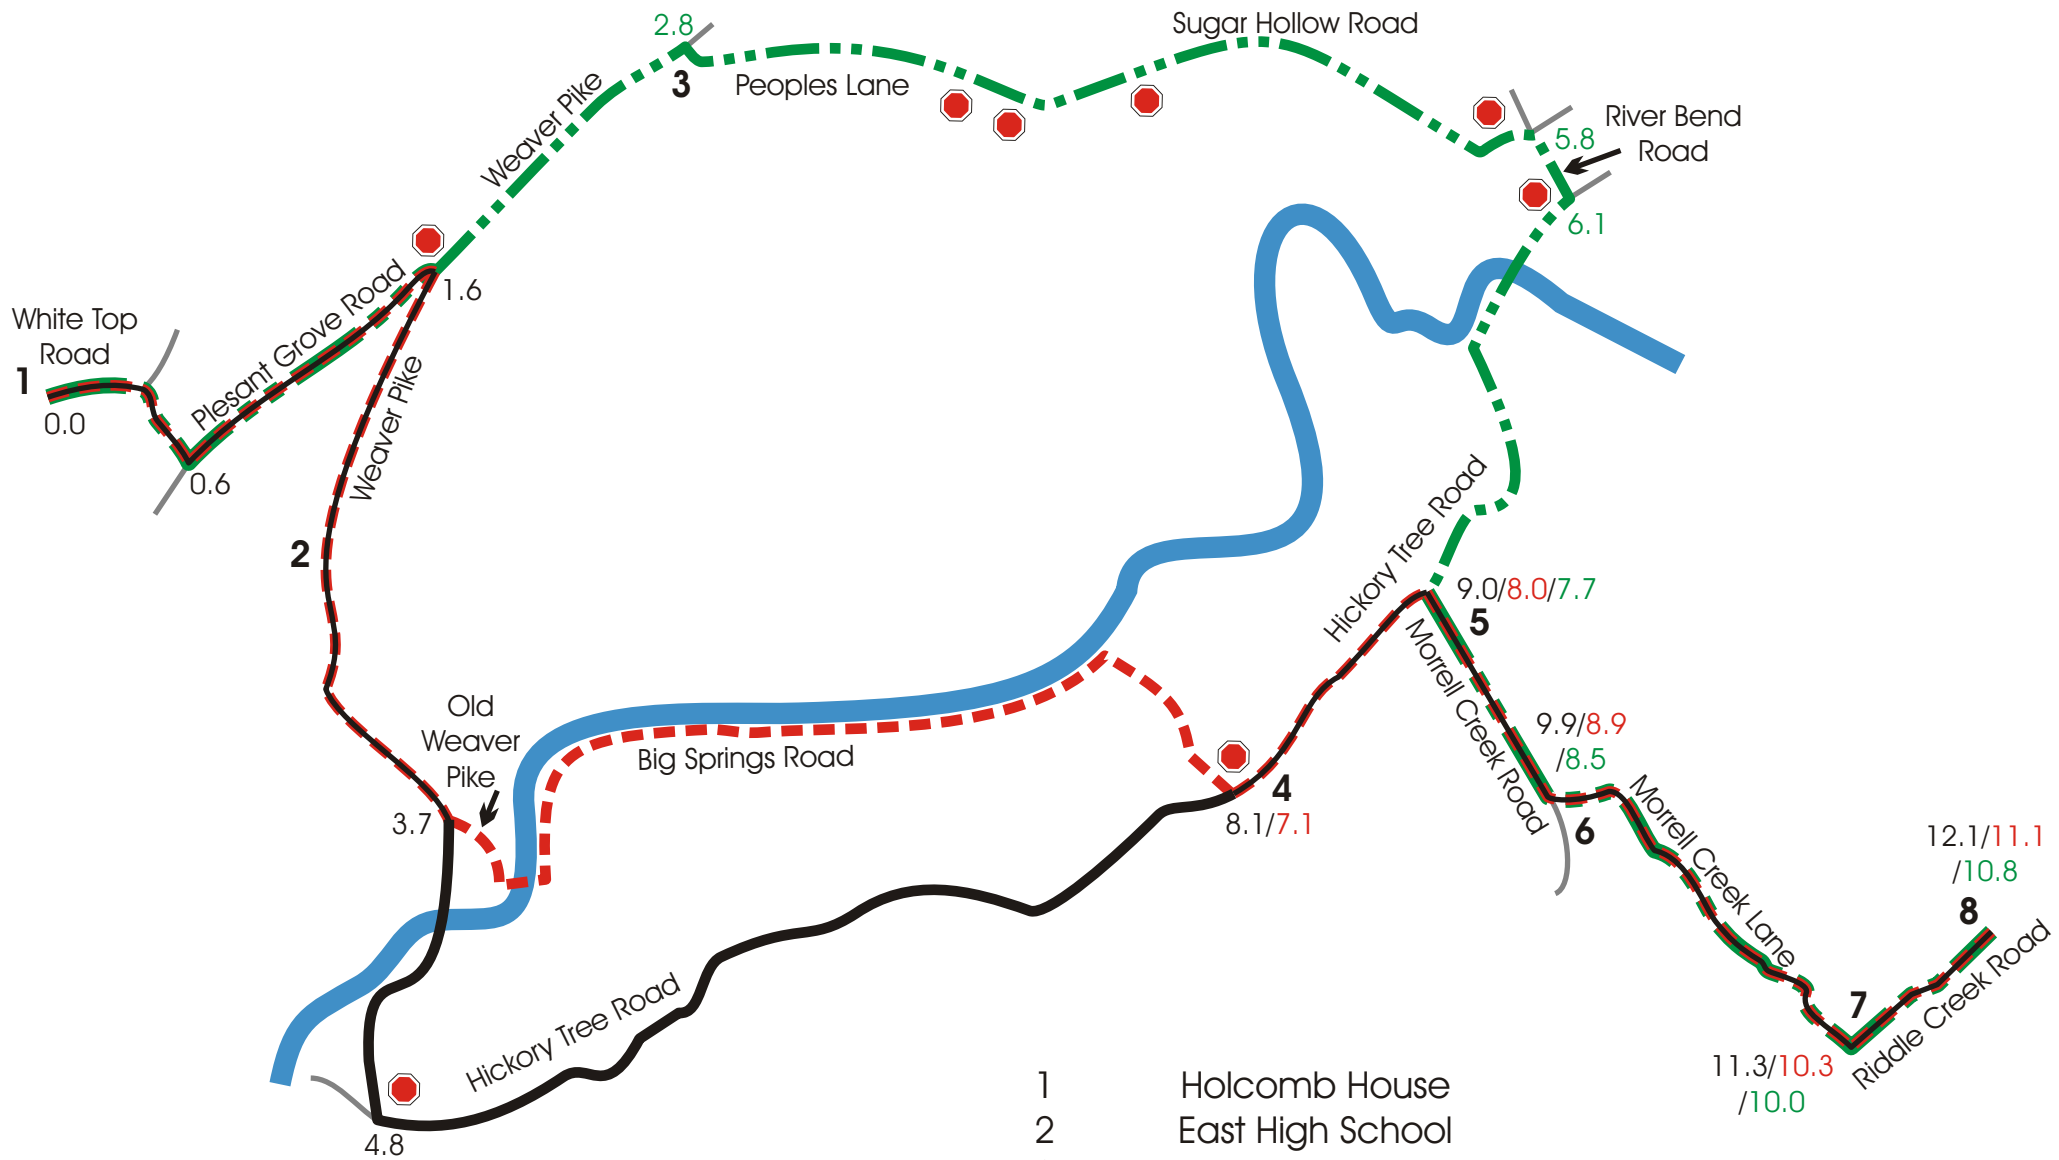 2.8
3
Weaver Pike
Peoples Lane
Sugar Hollow Road
River Bend
Road
5.8
6.1
Plesant Grove Road
1.6
White Top
Road
1
0.0
0.6
Weaver Pike
2
Hickory Tree Road
9.0/8.0/7.7
5
Morrell Creek Road
Old
Weaver
Pike
Big Springs Road
3.7
4
8.1/7.1
9.9/8.9
/8.5
6
Morrell Creek Lane
12.1/11.1
/10.8
8
7
Riddle Creek Road
11.3/10.3
/10.0
Hickory Tree Road
4.8
1 Holcomb House
2 East High School